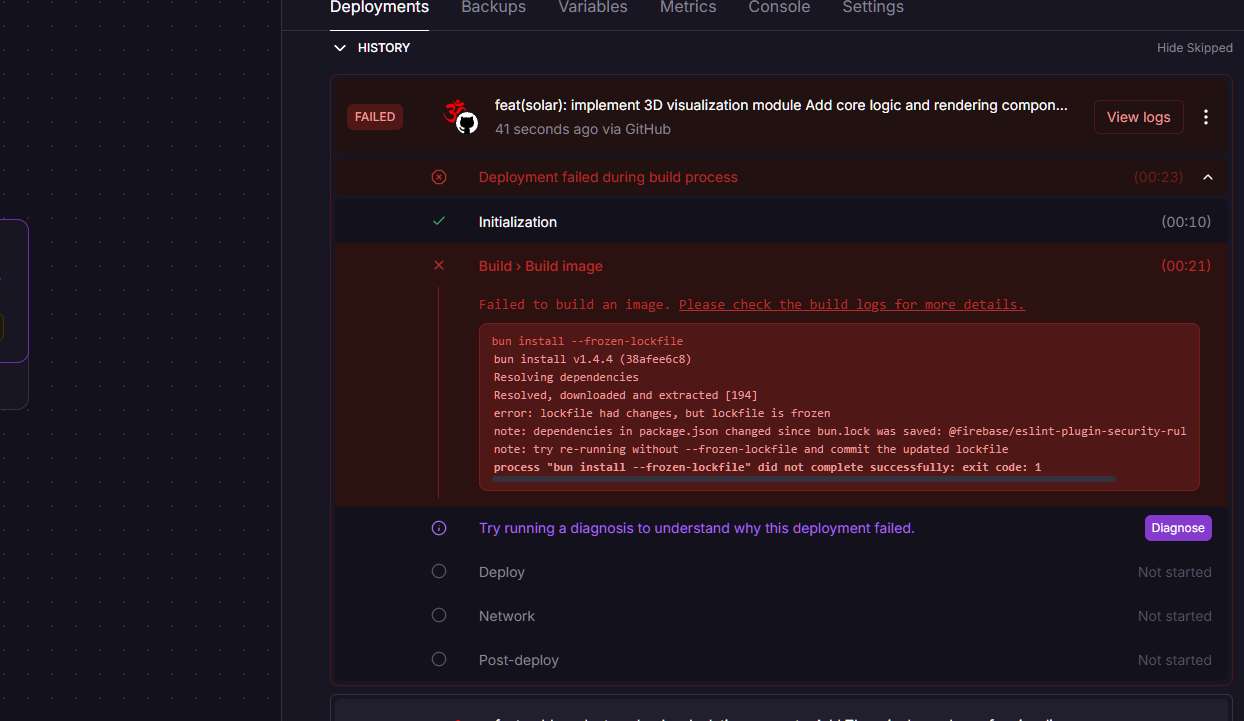 Deployments Backups Variables Metrics Console Settings
HISTORY Hide Skipped
FAILED feat(solar): implement 3D visualization module Add core logic and rendering compon... View logs
41 seconds ago via GitHub
Deployment failed during build process (00:23)
Initialization (00:10)
Build › Build image (00:21)
Failed to build an image. Please check the build logs for more details.
bun install --frozen-lockfile
bun install v1.4.4 (38afee6c8)
Resolving dependencies
Resolved, downloaded and extracted [194]
error: lockfile had changes, but lockfile is frozen
note: dependencies in package.json changed since bun.lock was saved: @firebase/eslint-plugin-security-rul
note: try re-running without --frozen-lockfile and commit the updated lockfile
process "bun install --frozen-lockfile" did not complete successfully: exit code: 1
Try running a diagnosis to understand why this deployment failed. Diagnose
Deploy Not started
Network Not started
Post-deploy Not started